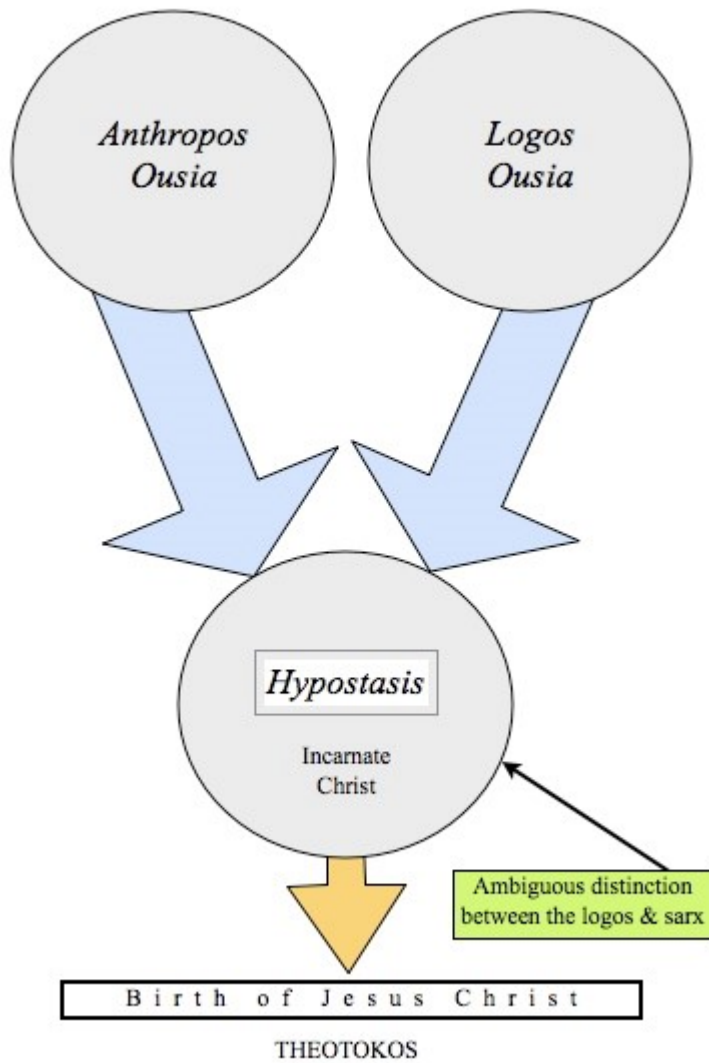 Anthropos
Ousia
Logos
Ousia
Hypostasis
Incarnate
Christ
Ambiguous distinction
between the logos & sarx
Birth of Jesus Christ
THEOTOKOS